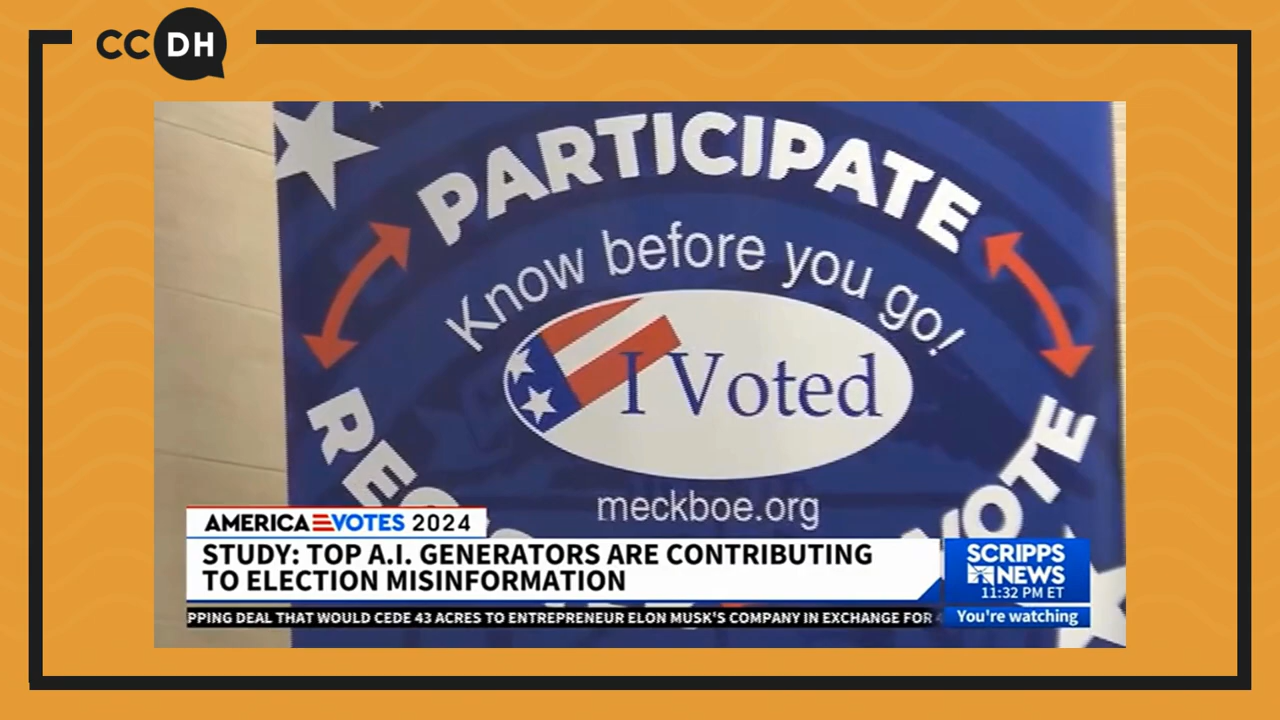 CC DH
PARTICIPATE
Know before you go!
I Voted
meckboe.org
VOTE
AMERICA VOTES 2024
STUDY: TOP A.I. GENERATORS ARE CONTRIBUTING
TO ELECTION MISINFORMATION
SCRIPPS
NEWS
11:32 PM ET
PPING DEAL THAT WOULD CEDE 43 ACRES TO ENTREPRENEUR ELON MUSK'S COMPANY IN EXCHANGE FOR
You're watching